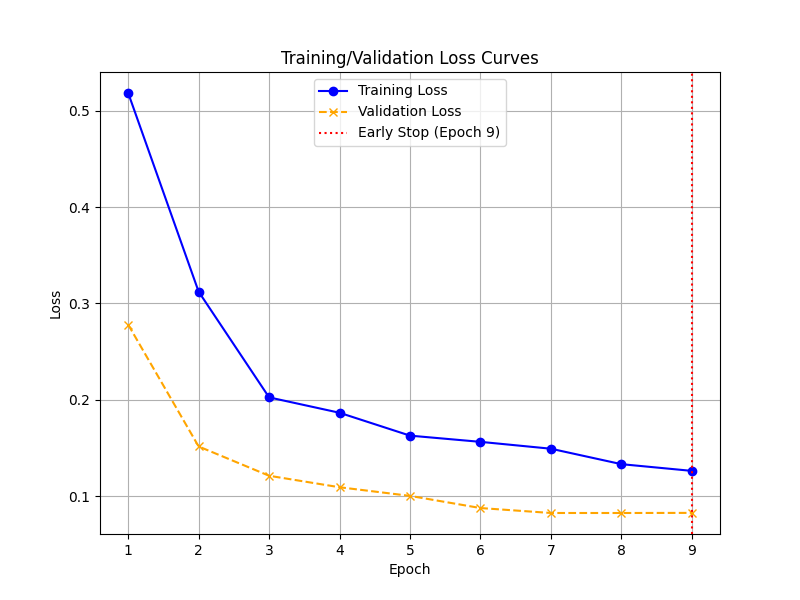 Training/Validation Loss Curves
Training Loss
Validation Loss
Early Stop (Epoch 9)
Loss
0.5
0.4
0.3
0.2
0.1
1 2 3 4 5 6 7 8 9
Epoch